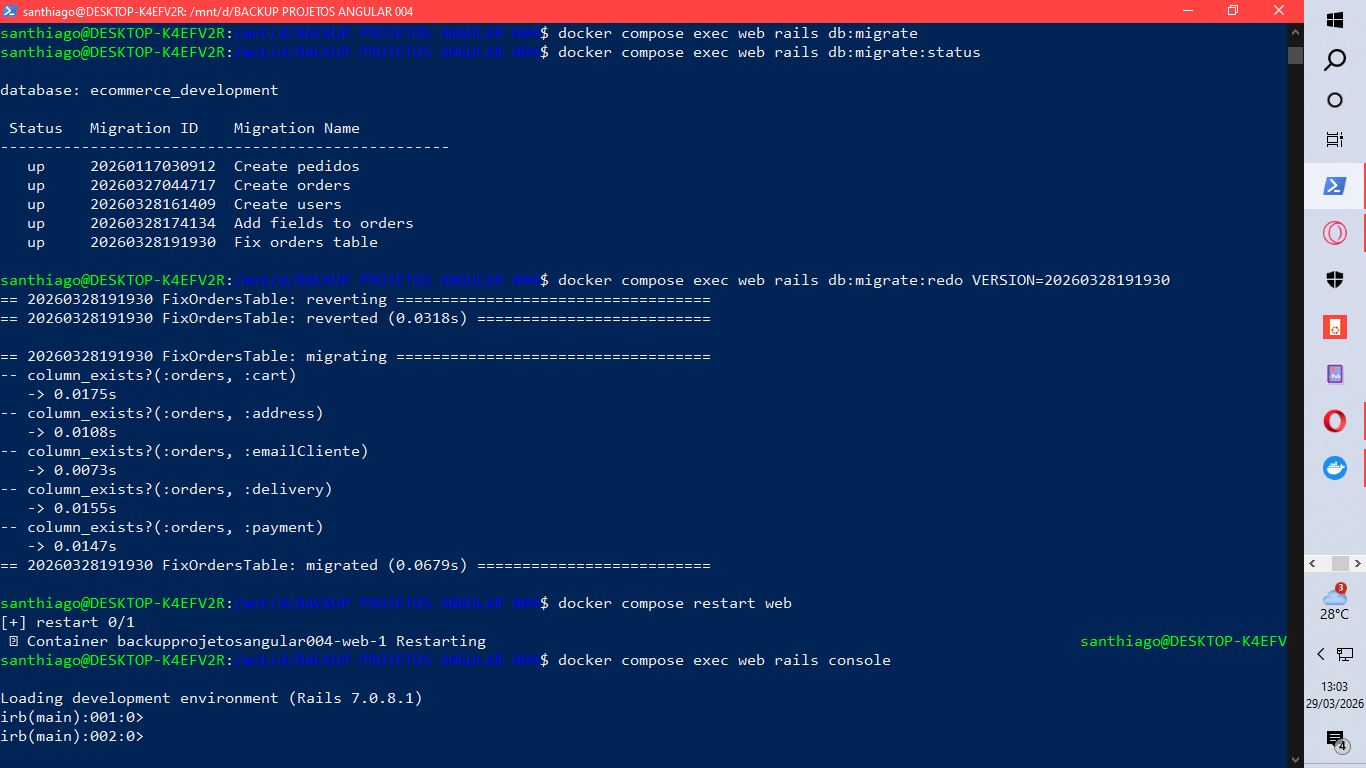 santhiago@DESKTOP-K4EFV2R: /mnt/d/BACKUP PROJETOS ANGULAR 004
santhiago@DESKTOP-K4EFV2R:/mnt/d/BACKUP PROJETOS ANGULAR 004$ docker compose exec web rails db:migrate
santhiago@DESKTOP-K4EFV2R:/mnt/d/BACKUP PROJETOS ANGULAR 004$ docker compose exec web rails db:migrate:status
database: ecommerce_development
Status   Migration ID    Migration Name
--------------------------------------------------
up     20260117030912  Create pedidos
up     20260327044717  Create orders
up     20260328161409  Create users
up     20260328174134  Add fields to orders
up     20260328191930  Fix orders table
santhiago@DESKTOP-K4EFV2R:/mnt/d/BACKUP PROJETOS ANGULAR 004$ docker compose exec web rails db:migrate:redo VERSION=20260328191930
== 20260328191930 FixOrdersTable: reverting ===================================
== 20260328191930 FixOrdersTable: reverted (0.0318s) ==========================
== 20260328191930 FixOrdersTable: migrating ===================================
-- column_exists?(:orders, :cart)
-> 0.0175s
-- column_exists?(:orders, :address)
-> 0.0108s
-- column_exists?(:orders, :emailCliente)
-> 0.0073s
-- column_exists?(:orders, :delivery)
-> 0.0155s
-- column_exists?(:orders, :payment)
-> 0.0147s
== 20260328191930 FixOrdersTable: migrated (0.0679s) ==========================
santhiago@DESKTOP-K4EFV2R:/mnt/d/BACKUP PROJETOS ANGULAR 004$ docker compose restart web
[+] restart 0/1
Container backupprojetosangular004-web-1 Restarting santhiago@DESKTOP-K4EFV
santhiago@DESKTOP-K4EFV2R:/mnt/d/BACKUP PROJETOS ANGULAR 004$ docker compose exec web rails console
Loading development environment (Rails 7.0.8.1)
irb(main):001:0>
irb(main):002:0>
3
28°C
13:03
29/03/2026
4